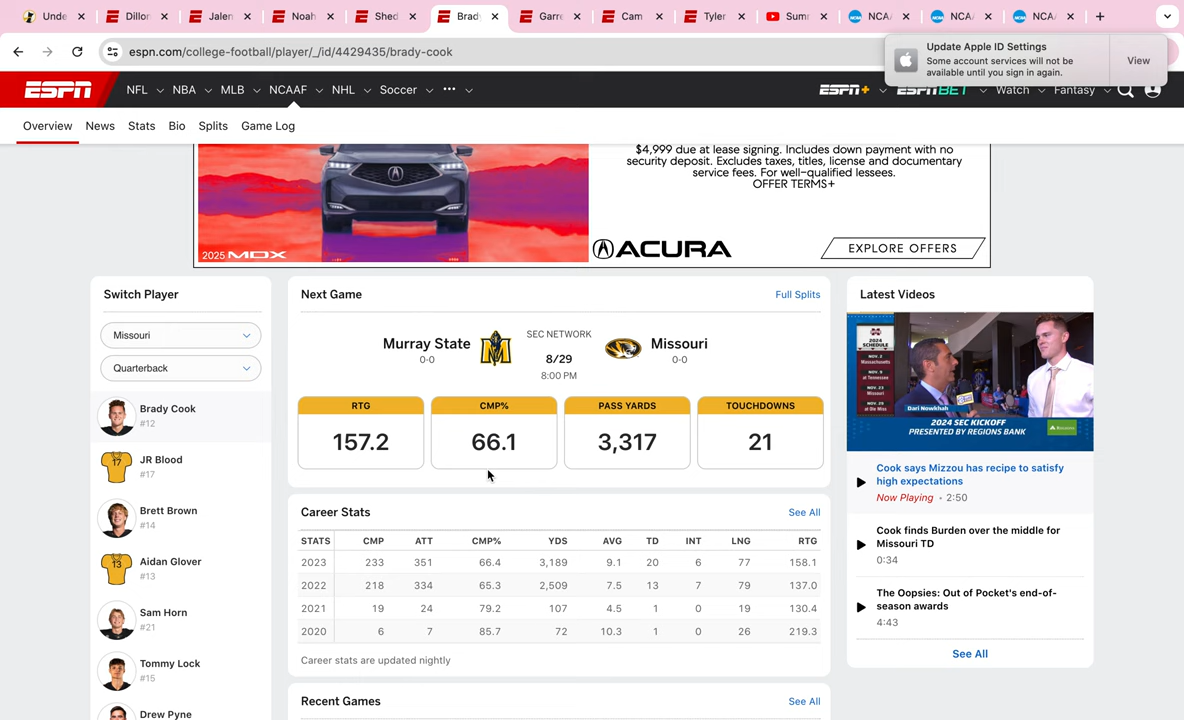 Unde
Dillor
Jalen
Noah
Shed
Brady
Garre
Cam
Tyler
Sumr
NCAA
NCA
NCA
espn.com/college-football/player/_/id/4429435/brady-cook
Update Apple ID Settings
Some account services will not be
available until you sign in again.
View
ESPN
NFL
NBA
MLB
NCAAF
NHL
Soccer
ESPN+
ESPN BET
Watch
Fantasy
Overview
News
Stats
Bio
Splits
Game Log
$4,999 due at lease signing. Includes down payment with no
security deposit. Excludes taxes, titles, license and documentary
service fees. For well-qualified lessees.
OFFER TERMS+
2025 MDX
ACURA
EXPLORE OFFERS
Switch Player
Missouri
Quarterback
Brady Cook
#12
17
JR Blood
#17
Brett Brown
#14
13
Aidan Glover
#13
Sam Horn
#21
Tommy Lock
#15
Drew Pyne
Next Game
Full Splits
Murray State
0-0
SEC NETWORK
8/29
8:00 PM
Missouri
0-0
RTG
157.2
CMP%
66.1
PASS YARDS
3,317
TOUCHDOWNS
21
Career Stats
See All
STATS CMP ATT CMP% YDS AVG TD INT LNG RTG
2023 233 351 66.4 3,189 9.1 20 6 77 158.1
2022 218 334 65.3 2,509 7.5 13 7 79 137.0
2021 19 24 79.2 107 4.5 1 0 19 130.4
2020 6 7 85.7 72 10.3 1 0 26 219.3
Career stats are updated nightly
Recent Games
See All
Latest Videos
2024
SCHEDULE
Dari Nowkhah
2024 SEC KICKOFF
PRESENTED BY REGIONS BANK
Cook says Mizzou has recipe to satisfy
high expectations
Now Playing • 2:50
Cook finds Burden over the middle for
Missouri TD
0:34
The Oopsies: Out of Pocket's end-of-
season awards
4:43
See All